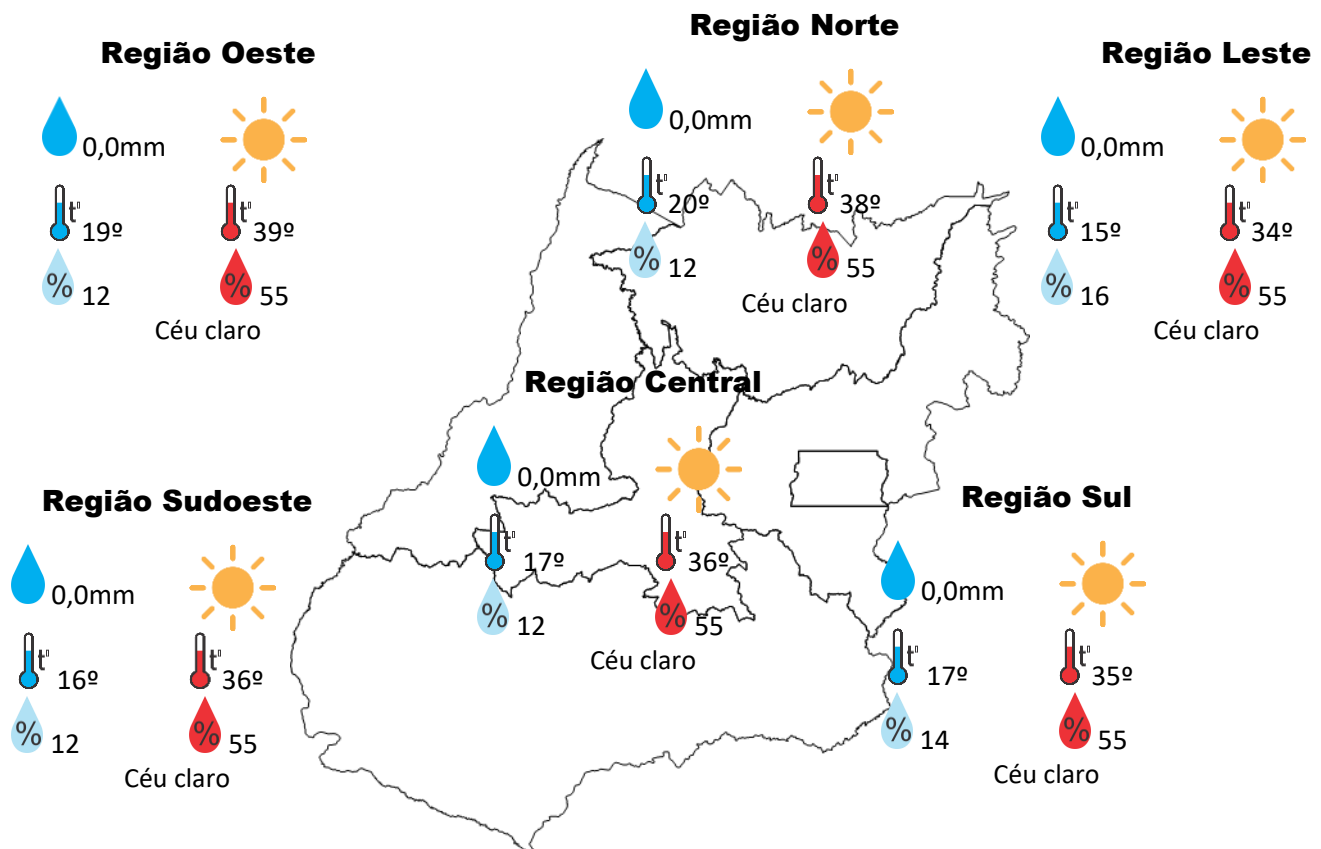 Região Oeste
0,0mm
t°
19º
t°
39º
%
12
%
55
Céu claro
Região Norte
0,0mm
t°
20º
t°
38º
%
12
%
55
Céu claro
Região Leste
0,0mm
t°
15º
t°
34º
%
16
%
55
Céu claro
Região Central
0,0mm
t°
17º
t°
36º
%
12
%
55
Céu claro
Região Sudoeste
0,0mm
t°
16º
t°
36º
%
12
%
55
Céu claro
Região Sul
0,0mm
t°
17º
t°
35º
%
14
%
55
Céu claro